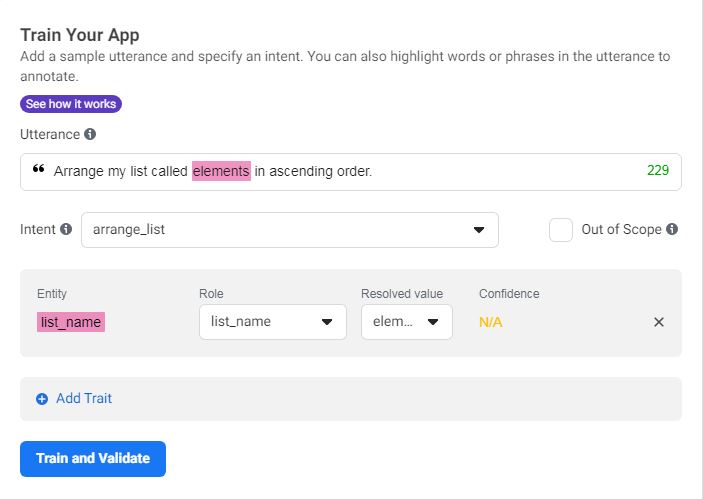 Train Your App
Add a sample utterance and specify an intent. You can also highlight words or phrases in the utterance to
annotate.
See how it works
Utterance
“ Arrange my list called elements in ascending order. 229
Intent arrange_list Out of Scope
Entity Role Resolved value Confidence
list_name list_name elem... N/A
Add Trait
Train and Validate